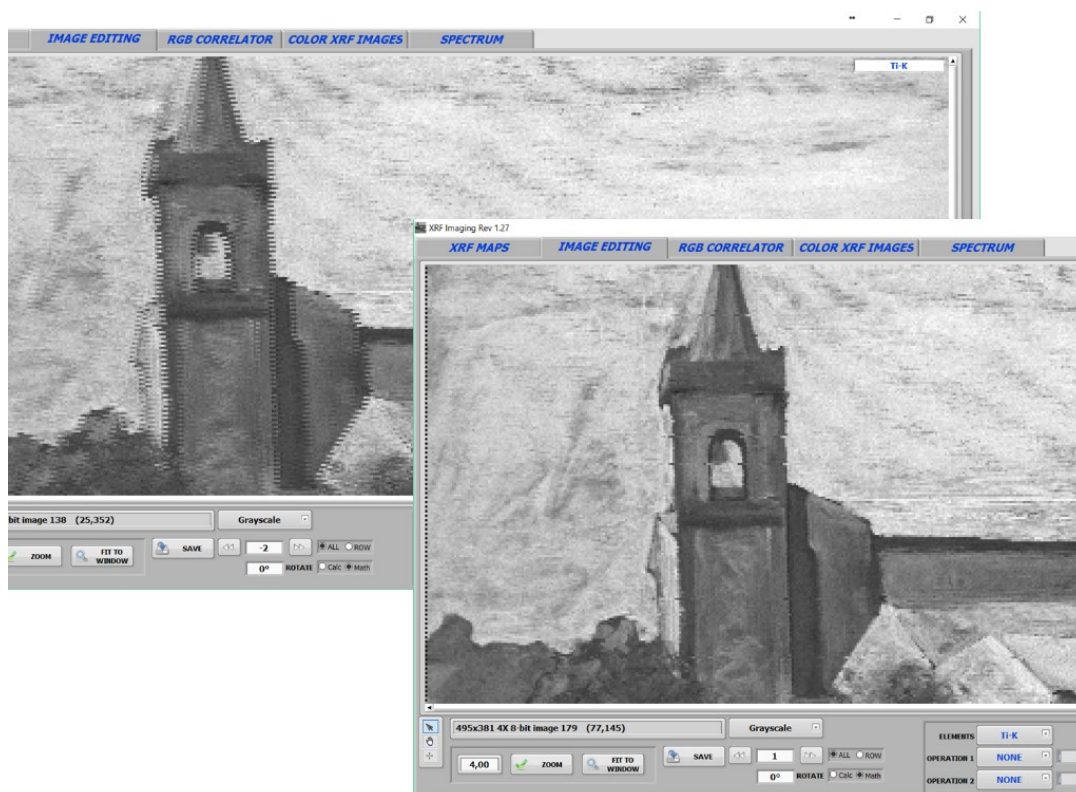 IMAGE EDITING RGB CORRELATOR COLOR XRF IMAGES SPECTRUM
Ti-K
bit image 138 (25,352) Grayscale
ZOOM FIT TO WINDOW SAVE -2 ALL ROW
0° ROTATE Calc Math
XRF Imaging Rev 1.27
XRF MAPS IMAGE EDITING RGB CORRELATOR COLOR XRF IMAGES SPECTRUM
495x381 4X 8-bit image 179 (77,145) Grayscale
ELEMENTS Ti-K
4,00 ZOOM FIT TO WINDOW SAVE 1 ALL ROW
OPERATION 1 NONE
0° ROTATE Calc Math
OPERATION 2 NONE